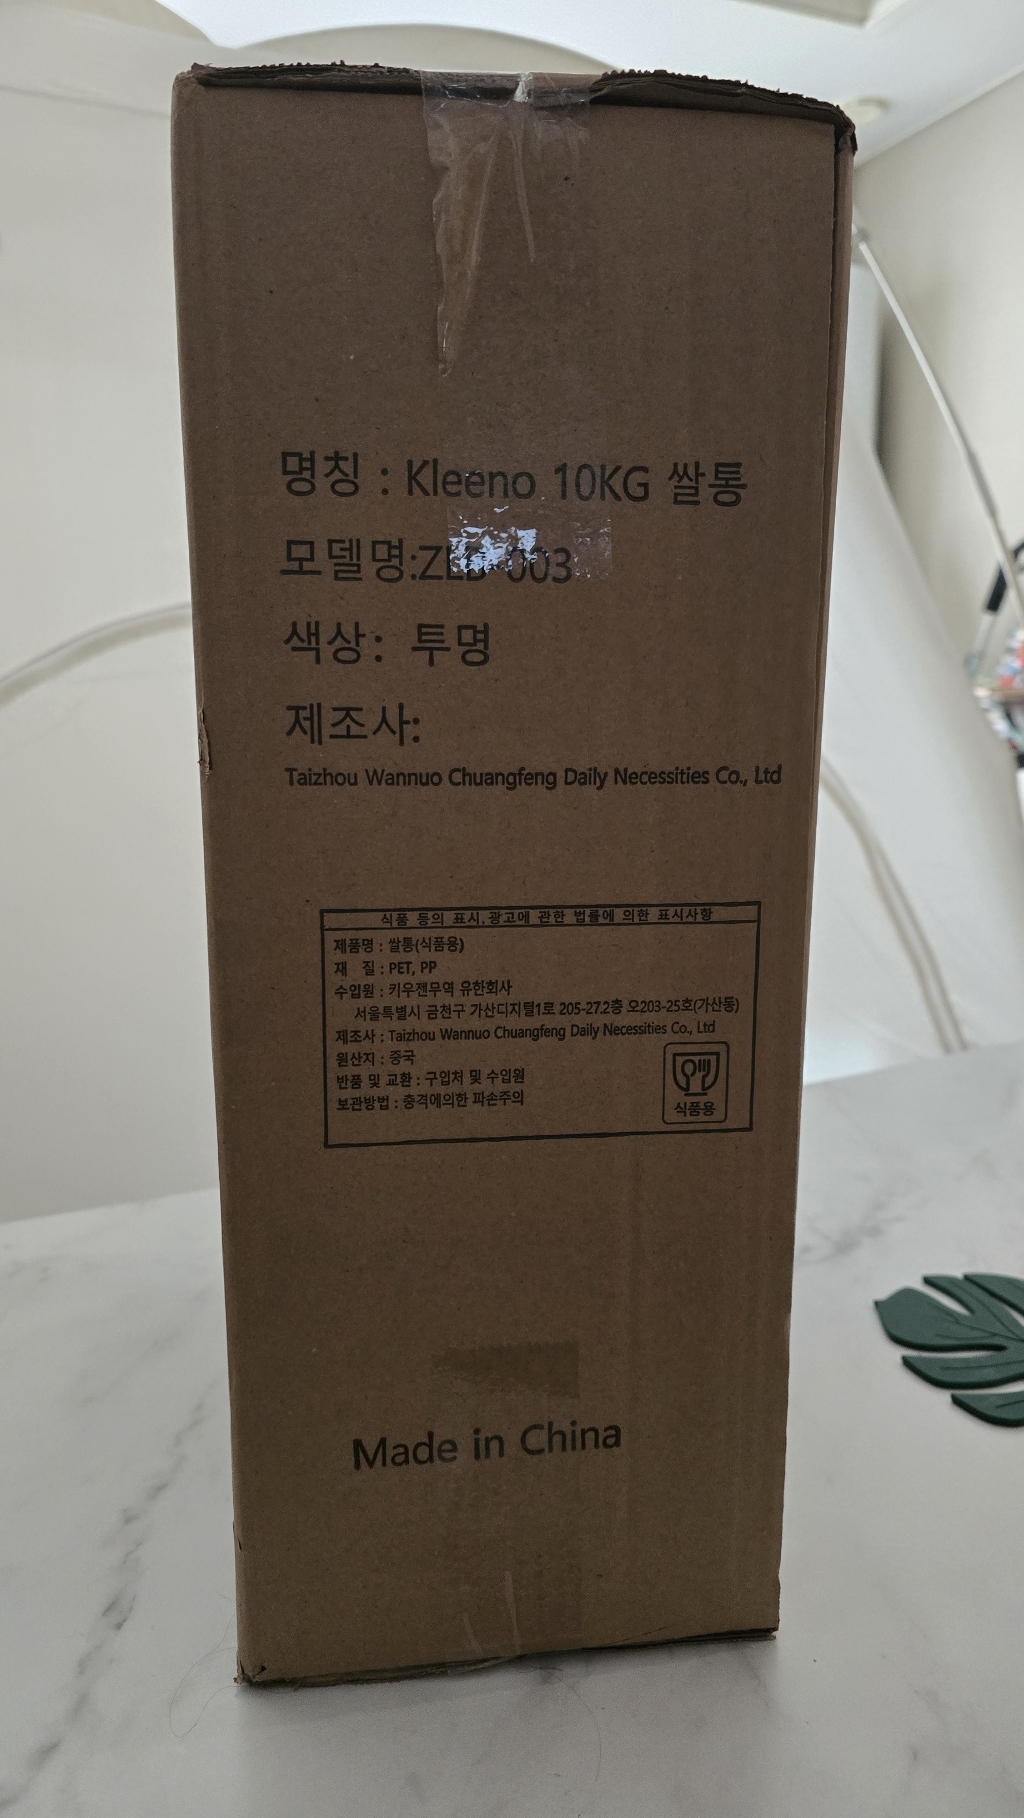 명칭 : Kleeno 10KG 쌀통
모델명:ZLB-003
색상: 투명
제조사:
Taizhou Wannuo Chuangfeng Daily Necessities Co., Ltd
식품 등의 표시.광고에 관한 법률에 의한 표시사항
제품명 : 쌀통(식품용)
재 질 : PET, PP
수입원 : 키우젠무역 유한회사
서울특별시 금천구 가산디지털1로 205-27.2층 오203-25호(가산동)
제조사 : Taizhou Wannuo Chuangfeng Daily Necessities Co., Ltd
원산지 : 중국
반품 및 교환 : 구입처 및 수입원
보관방법 : 충격에의한 파손주의
식품용
Made in China